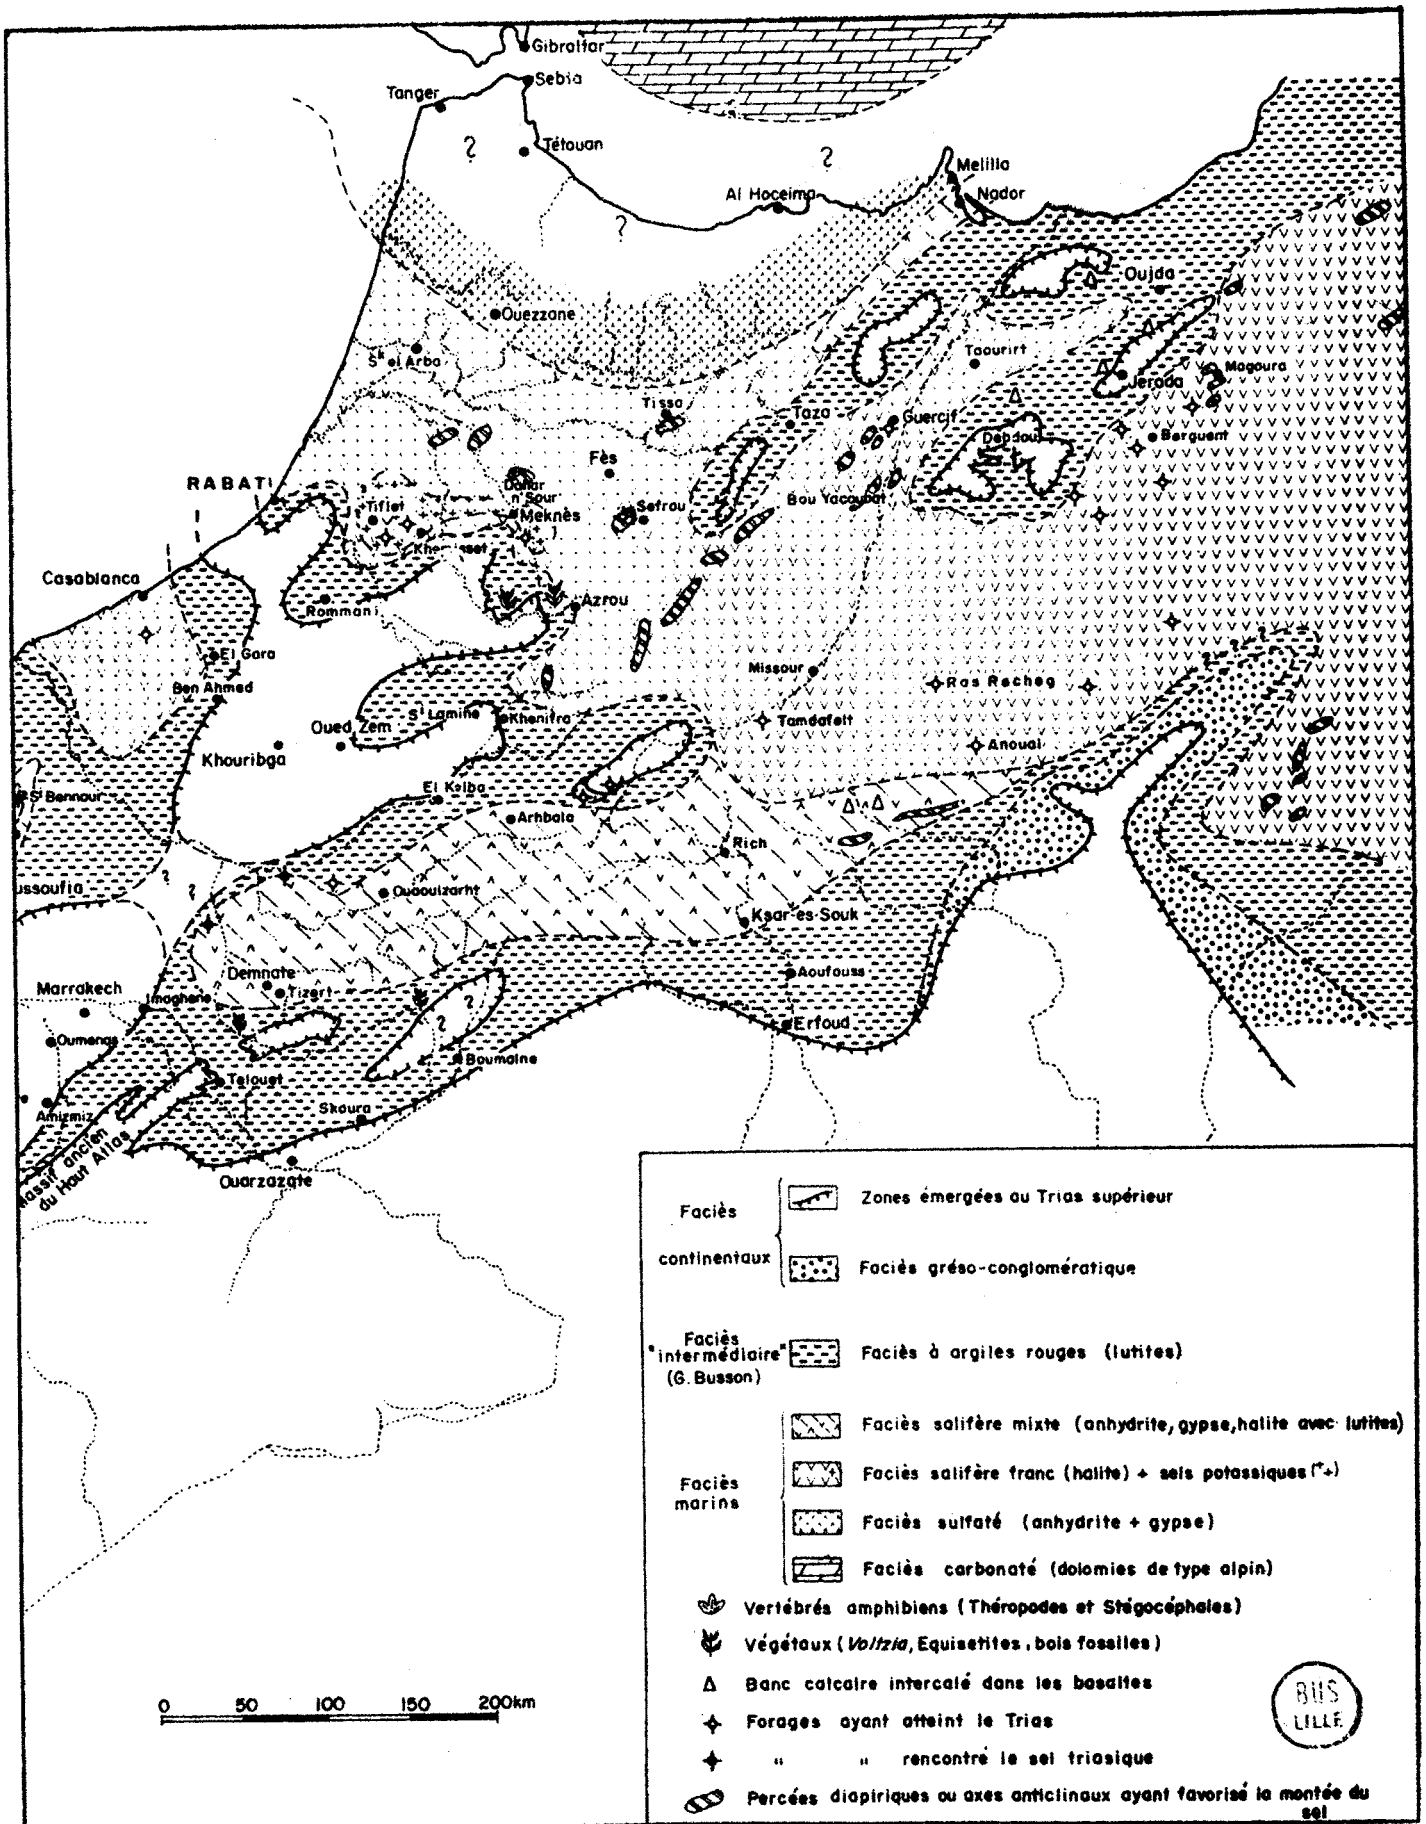 Gibraltar
Sebia
Tanger
Tétouan
?
?
?
Melilla
Nador
Al Hoceima
Oujda
Ouezzane
Sk el Arba
Taourirt
Jerada
Magoura
Tissa
Taza
Guercif
Debdou
Berguent
Fès
RABAT
Dahar
n'Sour
Tiflet
Meknès
Sefrou
Bou Yacoubat
Casablanca
Rommani
Azrou
El Gara
Ben Ahmed
Missour
Ras Recheg
? ? ? ?
Oued Zem
St Lamine
Khenifra
Tamdafelt
Anoual
Khouribga
St Bennour
El Kelba
Arhbala
Rich
ussoufia
?
?
Ouaouizarht
Ksar-es-Souk
Demnate
Tizert
Aoufouss
Marrakech
Imaghene
?
?
Erfoud
Oumenas
Boumalne
Telouet
Amizmiz
Skoura
Massif ancien
du Haut Atlas
Ouarzazate
Faciès
continentaux
Zones émergées au Trias supérieur
Faciès gréso-conglomératique
Faciès
"intermédiaire"
(G. Busson)
Faciès à argiles rouges (lutites)
Faciès
marins
Faciès salifère mixte (anhydrite, gypse, halite avec lutites)
Faciès salifère franc (halite) + sels potassiques (++)
Faciès sulfaté (anhydrite + gypse)
Faciès carbonaté (dolomies de type alpin)
Vertébrés amphibiens (Théropodes et Stégocéphales)
Végétaux (Voltzia, Equisetites, bois fossiles)
Banc calcaire intercalé dans les basaltes
Forages ayant atteint le Trias
" " rencontré le sel triasique
Percées diapiriques ou axes anticlinaux ayant favorisé la montée du
sel
0 50 100 150 200km
BUS
LILLE